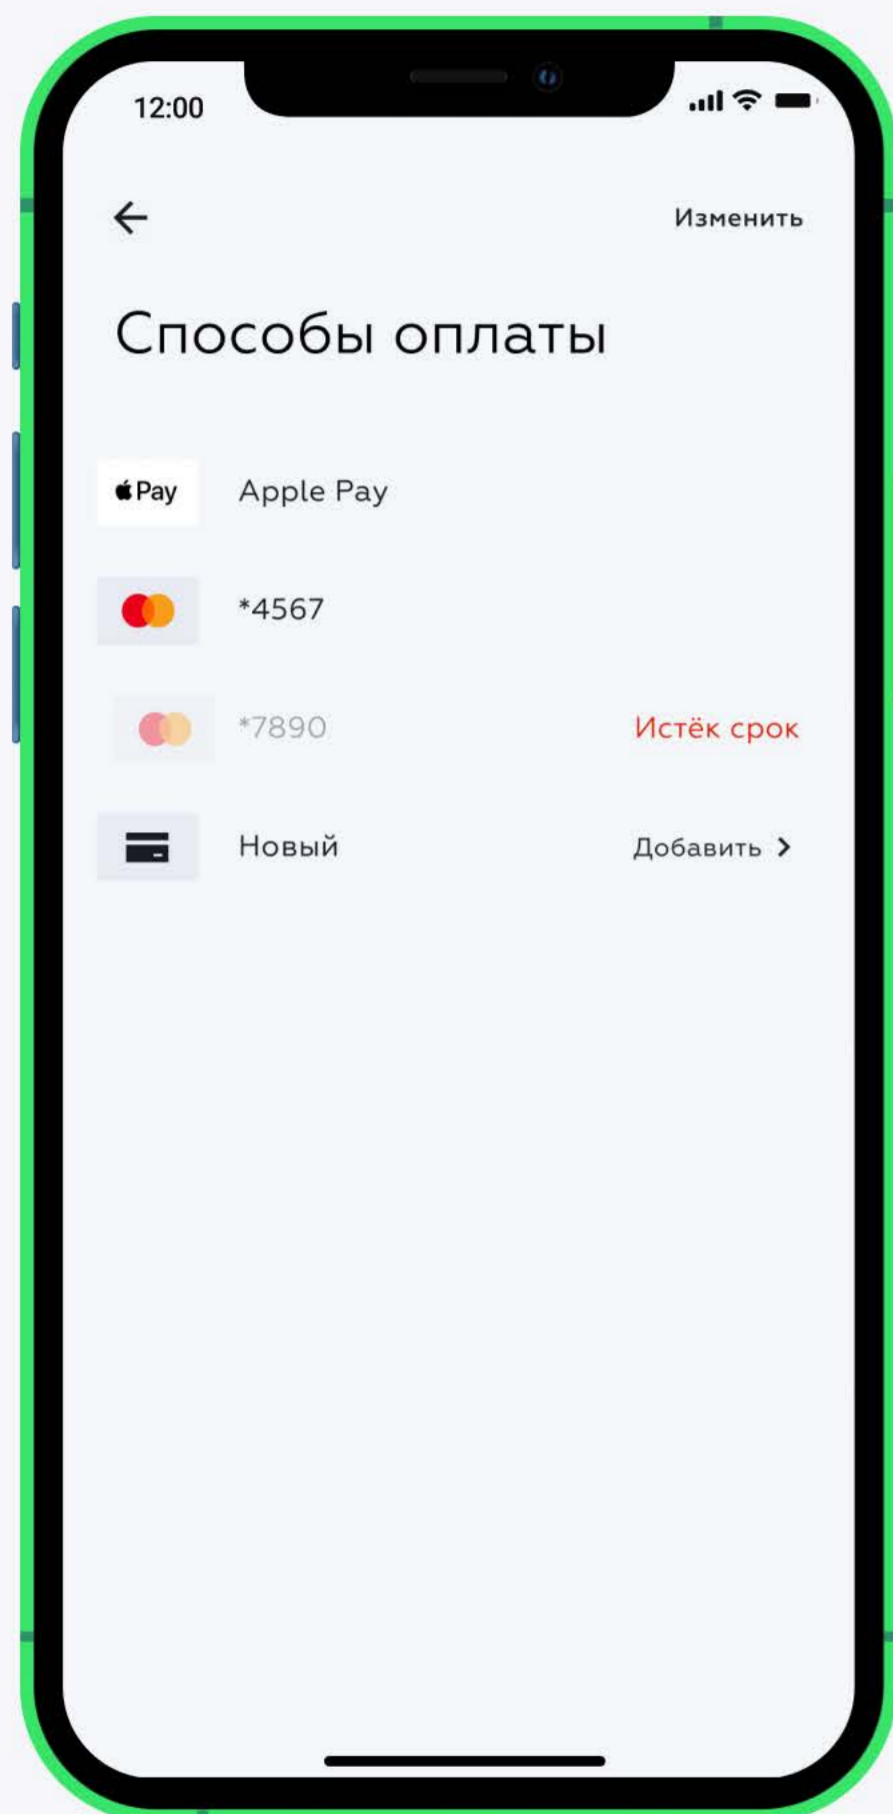 12:00
Изменить
Способы оплаты
Pay Apple Pay
*4567
*7890 Истёк срок
Новый Добавить